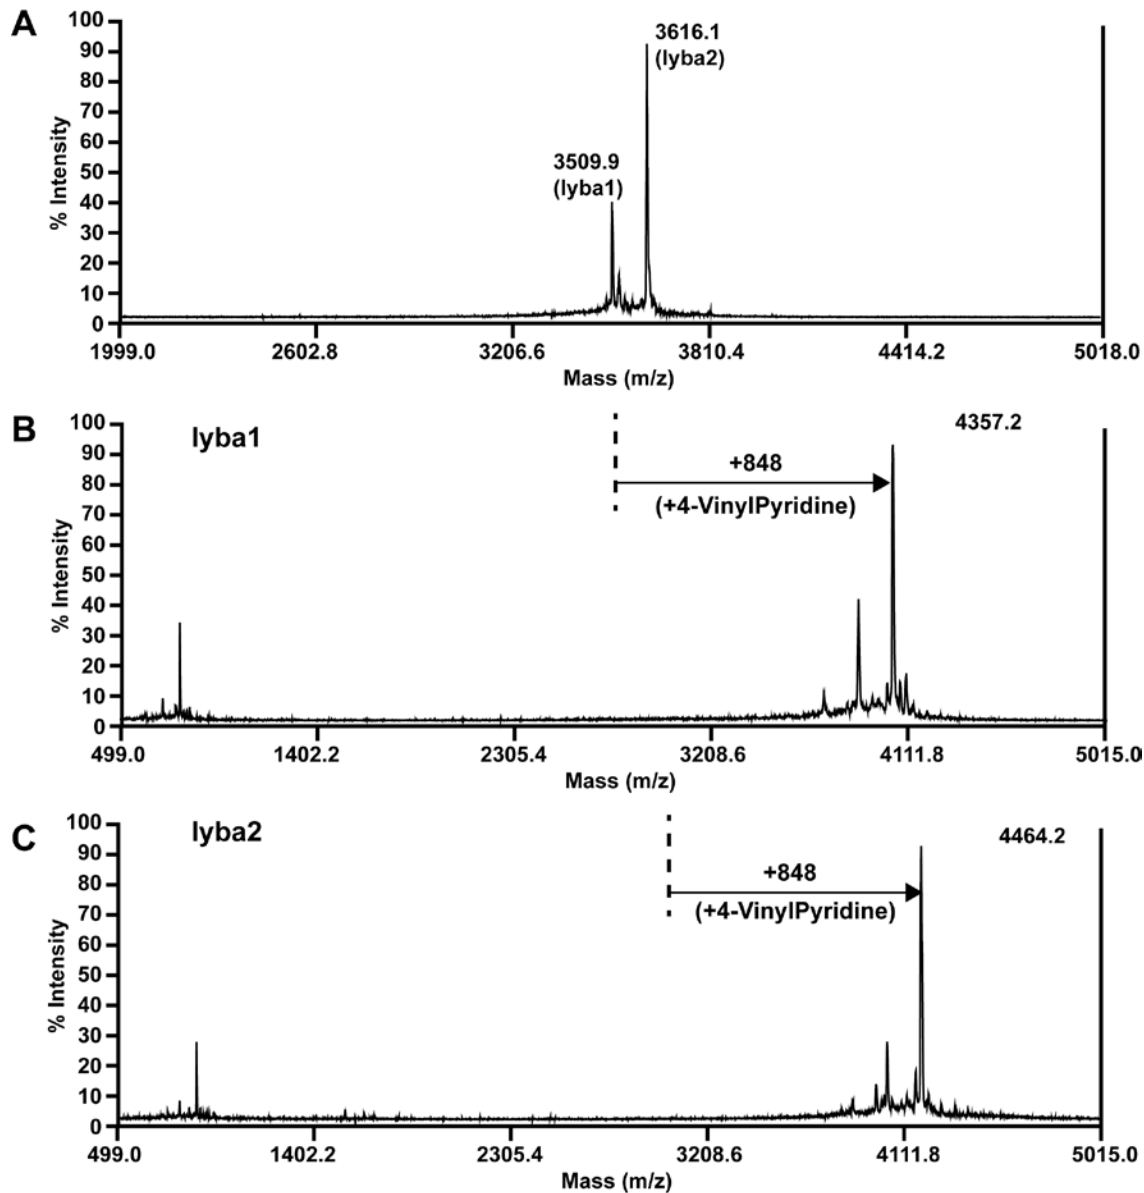 A
100
90
80
70
60
50
40
30
20
10
0
% Intensity
3616.1
(lyba2)
3509.9
(lyba1)
1999.0 2602.8 3206.6 3810.4 4414.2 5018.0
Mass (m/z)
B
lyba1
100
90
80
70
60
50
40
30
20
10
0
% Intensity
4357.2
+848
(+4-VinylPyridine)
499.0 1402.2 2305.4 3208.6 4111.8 5015.0
Mass (m/z)
C
lyba2
100
90
80
70
60
50
40
30
20
10
0
% Intensity
4464.2
+848
(+4-VinylPyridine)
499.0 1402.2 2305.4 3208.6 4111.8 5015.0
Mass (m/z)